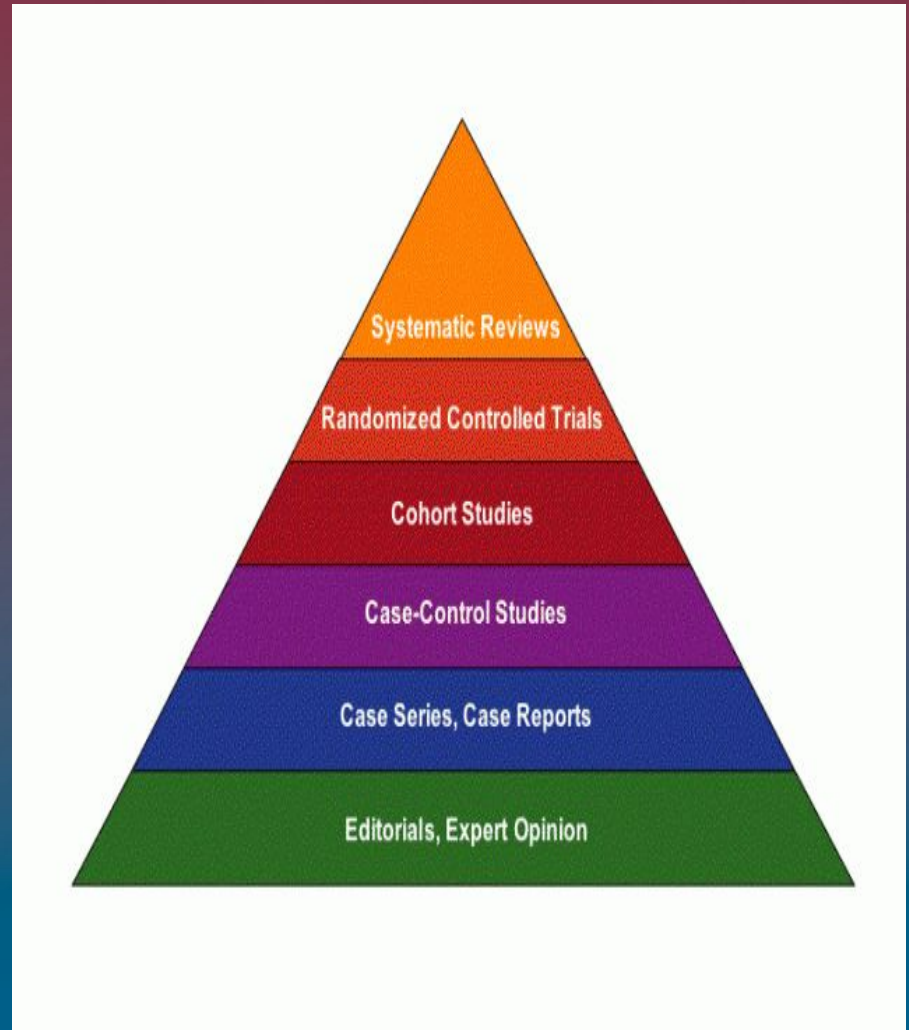 Systematic Reviews
Randomized Controlled Trials
Cohort Studies
Case-Control Studies
Case Series, Case Reports
Editorials, Expert Opinion